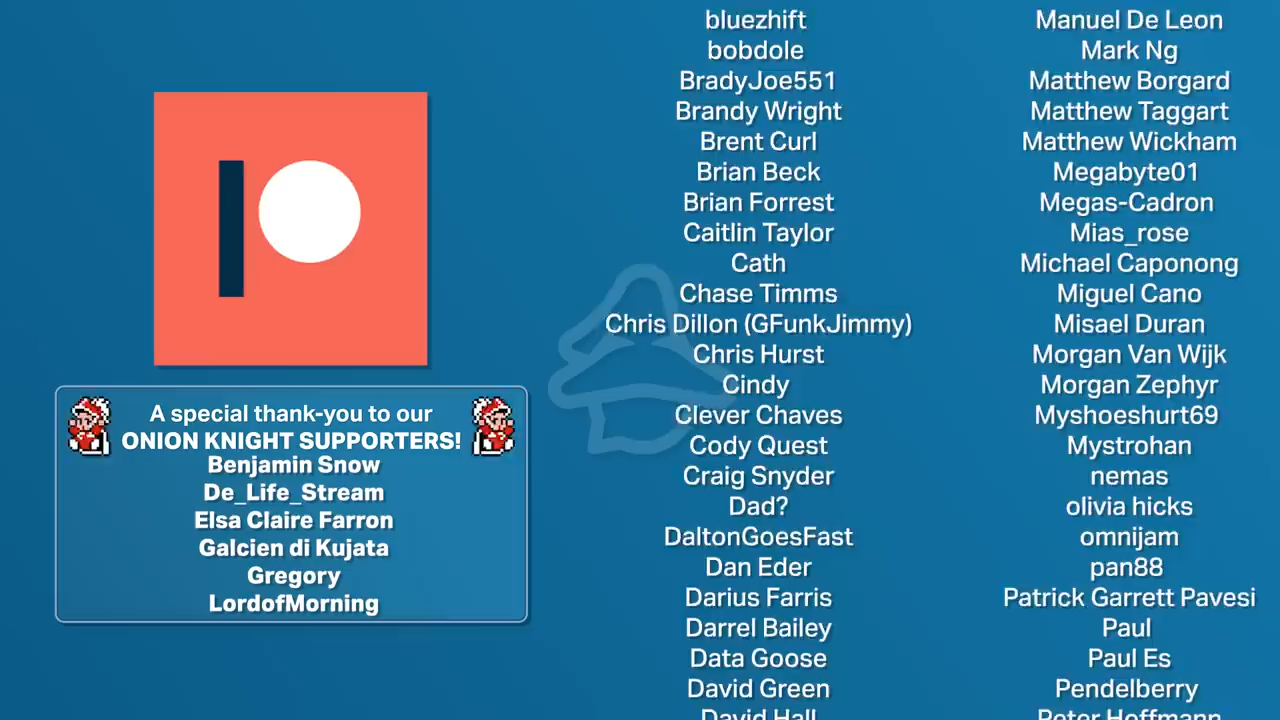 A special thank-you to our
ONION KNIGHT SUPPORTERS!
Benjamin Snow
De_Life_Stream
Elsa Claire Farron
Galcien di Kujata
Gregory
LordofMorning
bluezhift
bobdole
BradyJoe551
Brandy Wright
Brent Curl
Brian Beck
Brian Forrest
Caitlin Taylor
Cath
Chase Timms
Chris Dillon (GFunkJimmy)
Chris Hurst
Cindy
Clever Chaves
Cody Quest
Craig Snyder
Dad?
DaltonGoesFast
Dan Eder
Darius Farris
Darrel Bailey
Data Goose
David Green
David Hall
Manuel De Leon
Mark Ng
Matthew Borgard
Matthew Taggart
Matthew Wickham
Megabyte01
Megas-Cadron
Mias_rose
Michael Caponong
Miguel Cano
Misael Duran
Morgan Van Wijk
Morgan Zephyr
Myshoeshurt69
Mystrohan
nemas
olivia hicks
omnijam
pan88
Patrick Garrett Pavesi
Paul
Paul Es
Pendelberry
Peter Hoffmann